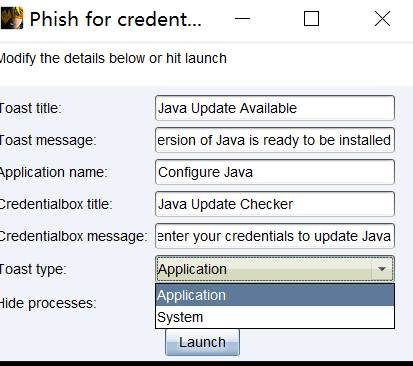 Phish for credent...
Modify the details below or hit launch
Toast title: Java Update Available
Toast message: ersion of Java is ready to be installed
Application name: Configure Java
Credentialbox title: Java Update Checker
Credentialbox message: enter your credentials to update Java
Toast type: Application
Application
Hide processes:
System
Launch